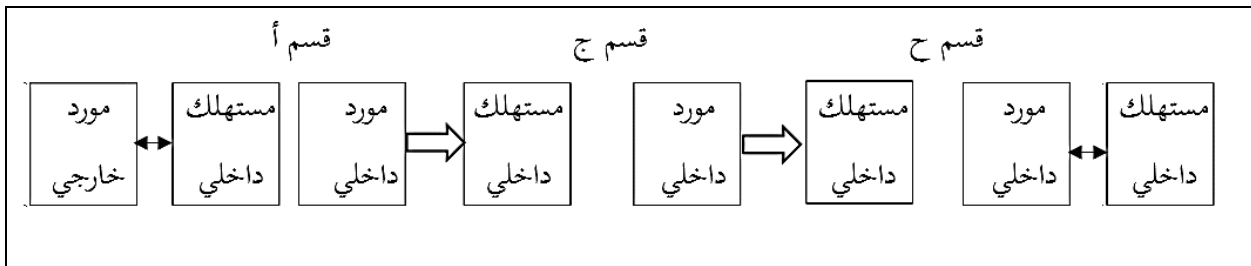 قسم أ
قسم ج
قسم ح
مورد
خارجي
مستهلك
داخلي
مورد
داخلي
مستهلك
داخلي
مورد
داخلي
مستهلك
داخلي
مورد
داخلي
مستهلك
داخلي